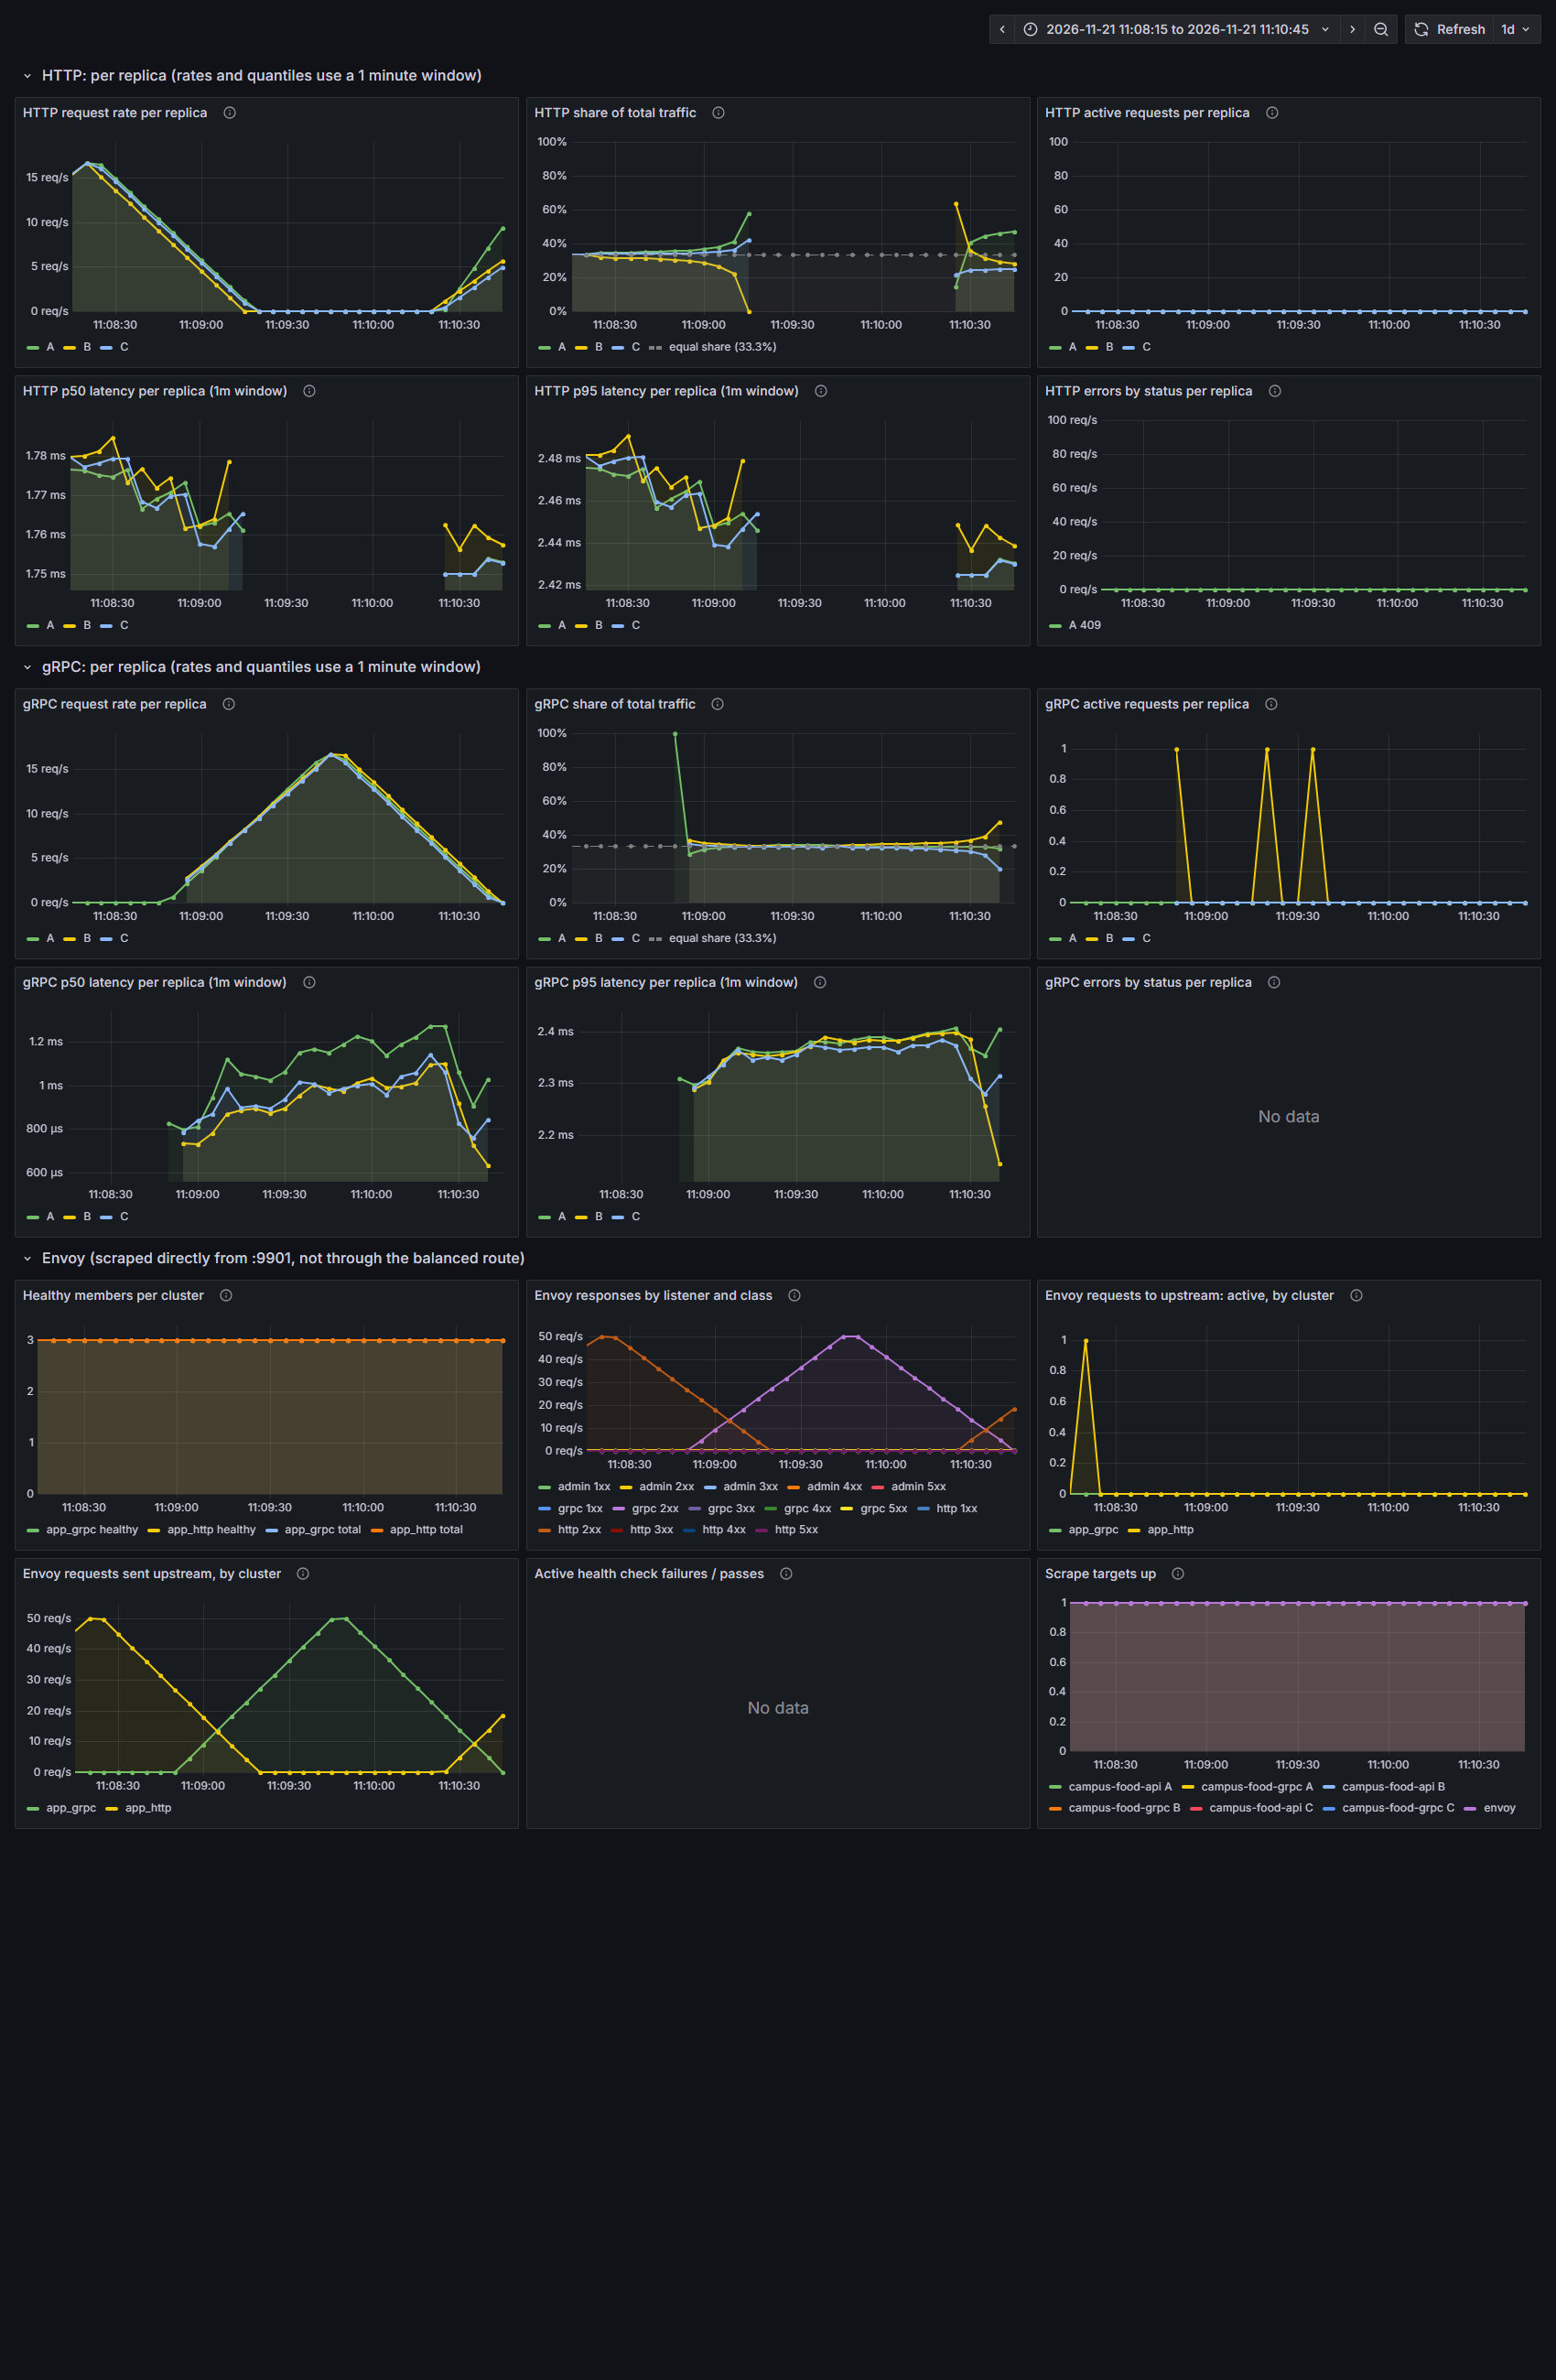 2026-11-21 11:08:15 to 2026-11-21 11:10:45 Refresh 1d
HTTP: per replica (rates and quantiles use a 1 minute window)
HTTP request rate per replica
15 req/s
10 req/s
5 req/s
0 req/s
11:08:30 11:09:00 11:09:30 11:10:00 11:10:30
A B C
HTTP share of total traffic
100%
80%
60%
40%
20%
0%
11:08:30 11:09:00 11:09:30 11:10:00 11:10:30
A B C equal share (33.3%)
HTTP active requests per replica
100
80
60
40
20
0
11:08:30 11:09:00 11:09:30 11:10:00 11:10:30
A B C
HTTP p50 latency per replica (1m window)
1.78 ms
1.77 ms
1.76 ms
1.75 ms
11:08:30 11:09:00 11:09:30 11:10:00 11:10:30
A B C
HTTP p95 latency per replica (1m window)
2.48 ms
2.46 ms
2.44 ms
2.42 ms
11:08:30 11:09:00 11:09:30 11:10:00 11:10:30
A B C
HTTP errors by status per replica
100 req/s
80 req/s
60 req/s
40 req/s
20 req/s
0 req/s
11:08:30 11:09:00 11:09:30 11:10:00 11:10:30
A 409
gRPC: per replica (rates and quantiles use a 1 minute window)
gRPC request rate per replica
15 req/s
10 req/s
5 req/s
0 req/s
11:08:30 11:09:00 11:09:30 11:10:00 11:10:30
A B C
gRPC share of total traffic
100%
80%
60%
40%
20%
0%
11:08:30 11:09:00 11:09:30 11:10:00 11:10:30
A B C equal share (33.3%)
gRPC active requests per replica
1
0.8
0.6
0.4
0.2
0
11:08:30 11:09:00 11:09:30 11:10:00 11:10:30
A B C
gRPC p50 latency per replica (1m window)
1.2 ms
1 ms
800 µs
600 µs
11:08:30 11:09:00 11:09:30 11:10:00 11:10:30
A B C
gRPC p95 latency per replica (1m window)
2.4 ms
2.3 ms
2.2 ms
11:08:30 11:09:00 11:09:30 11:10:00 11:10:30
A B C
gRPC errors by status per replica
No data
Envoy (scraped directly from :9901, not through the balanced route)
Healthy members per cluster
3
2
1
0
11:08:30 11:09:00 11:09:30 11:10:00 11:10:30
app_grpc healthy app_http healthy app_grpc total app_http total
Envoy responses by listener and class
50 req/s
40 req/s
30 req/s
20 req/s
10 req/s
0 req/s
11:08:30 11:09:00 11:09:30 11:10:00 11:10:30
admin 1xx admin 2xx admin 3xx admin 4xx admin 5xx
grpc 1xx grpc 2xx grpc 3xx grpc 4xx grpc 5xx http 1xx
http 2xx http 3xx http 4xx http 5xx
Envoy requests to upstream: active, by cluster
1
0.8
0.6
0.4
0.2
0
11:08:30 11:09:00 11:09:30 11:10:00 11:10:30
app_grpc app_http
Envoy requests sent upstream, by cluster
50 req/s
40 req/s
30 req/s
20 req/s
10 req/s
0 req/s
11:08:30 11:09:00 11:09:30 11:10:00 11:10:30
app_grpc app_http
Active health check failures / passes
No data
Scrape targets up
1
0.8
0.6
0.4
0.2
0
11:08:30 11:09:00 11:09:30 11:10:00 11:10:30
campus-food-api A campus-food-grpc A campus-food-api B
campus-food-grpc B campus-food-api C campus-food-grpc C envoy